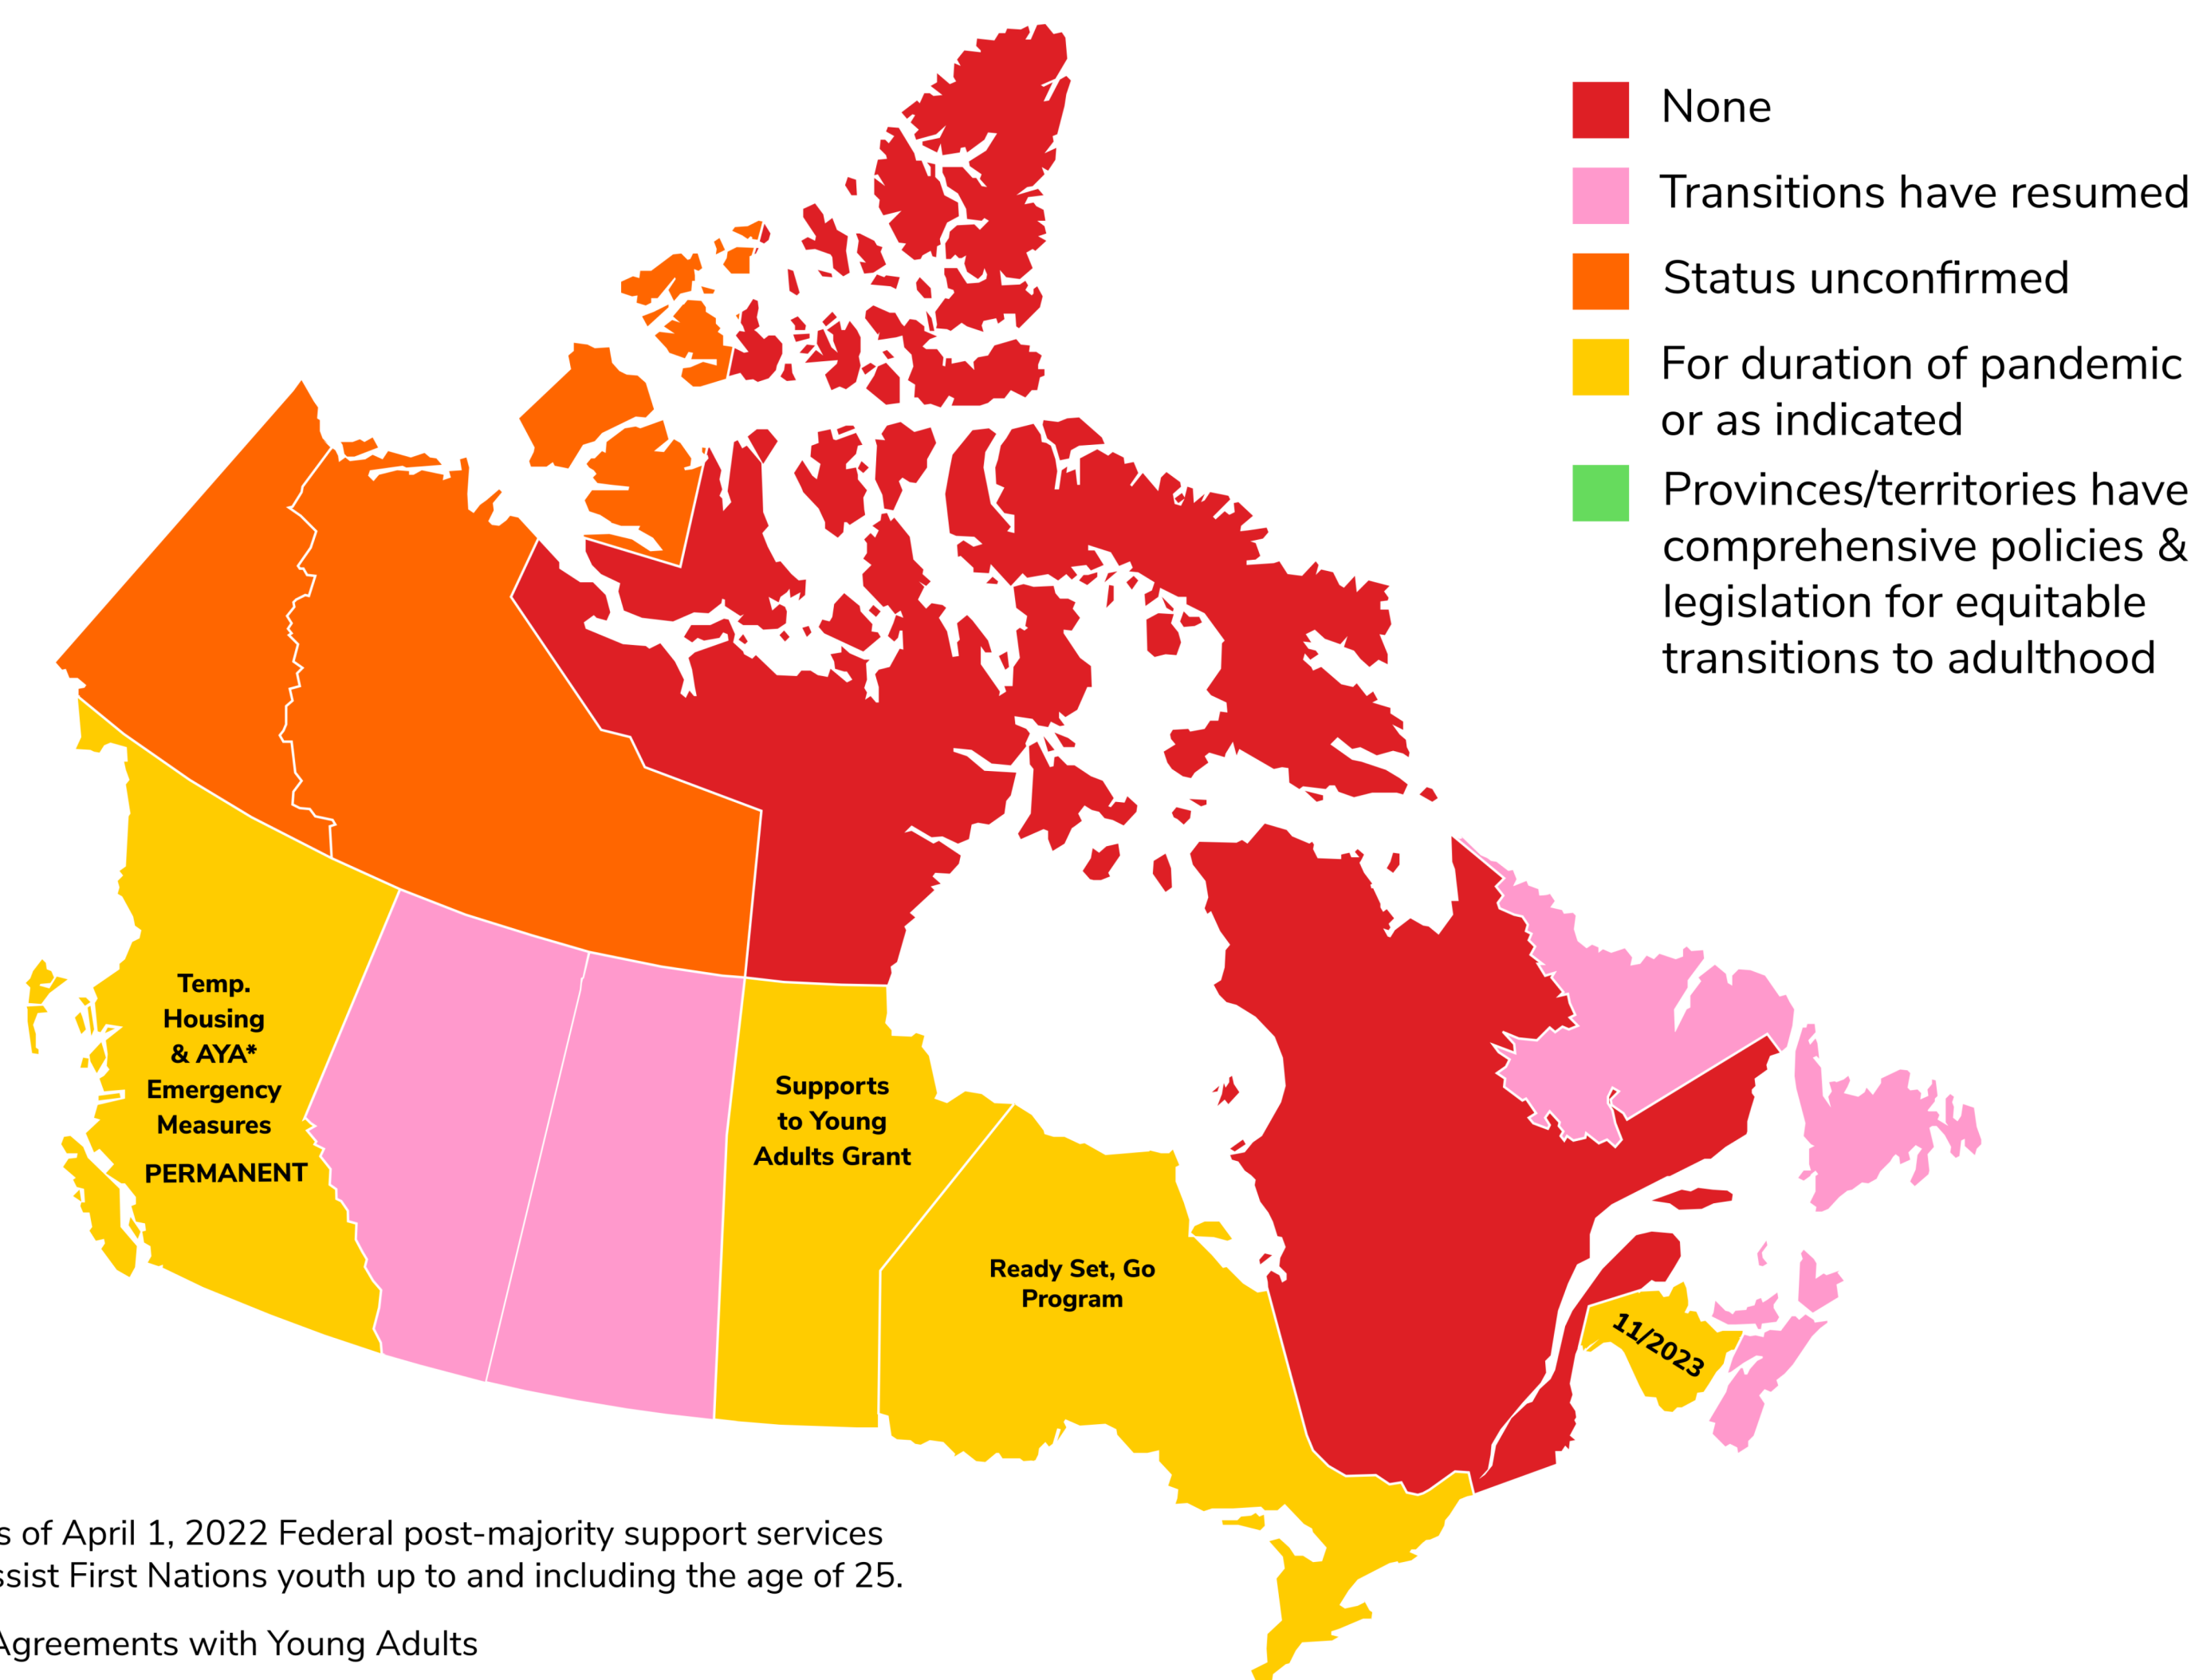 None
Transitions have resumed
Status unconfirmed
For duration of pandemic
or as indicated
Provinces/territories have
comprehensive policies &
legislation for equitable
transitions to adulthood
Temp.
Housing
& AYA*
Emergency
Measures
PERMANENT
Supports
to Young
Adults Grant
Ready Set, Go
Program
11/2023
s of April 1, 2022 Federal post-majority support services
ssist First Nations youth up to and including the age of 25.
Agreements with Young Adults